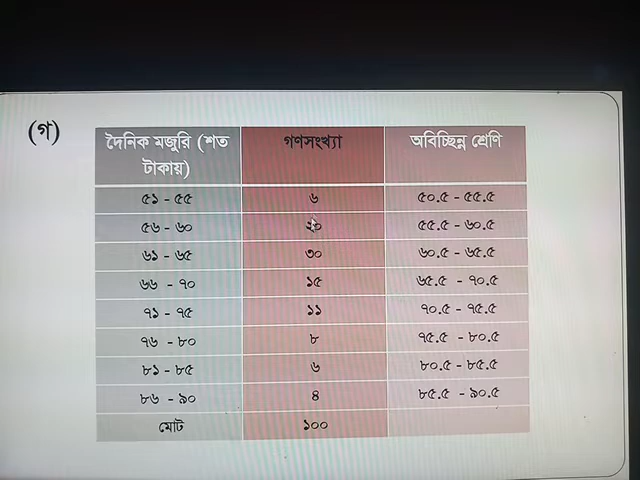 (গ)
দৈনিক মজুরি (শত টাকায়) গণসংখ্যা অবিচ্ছিন্ন শ্রেণি
৫১ - ৫৫ ৬ ৫০.৫ - ৫৫.৫
৫৬ - ৬০ ২০ ৫৫.৫ - ৬০.৫
৬১ - ৬৫ ৩০ ৬০.৫ - ৬৫.৫
৬৬ - ৭০ ১৫ ৬৫.৫ - ৭০.৫
৭১ - ৭৫ ১১ ৭০.৫ - ৭৫.৫
৭৬ - ৮০ ৮ ৭৫.৫ - ৮০.৫
৮১ - ৮৫ ৬ ৮০.৫ - ৮৫.৫
৮৬ - ৯০ ৪ ৮৫.৫ - ৯০.৫
মোট ১০০